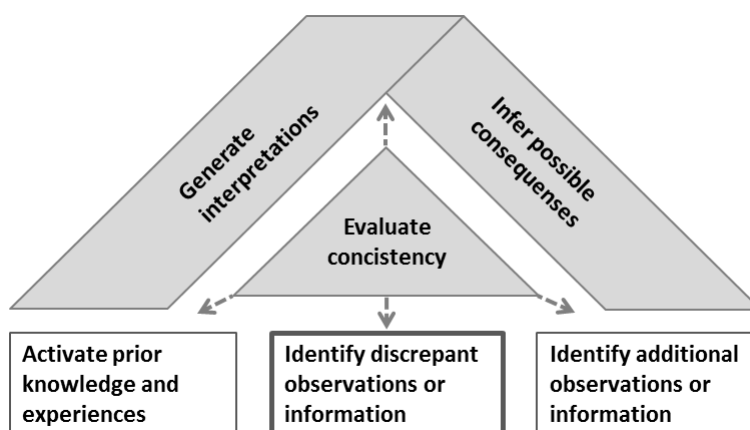 Generate
interpretations
Infer possible
consequenses
Evaluate
concistency
Activate prior
knowledge and
experiences
Identify discrepant
observations or
information
Identify additional
observations or
information